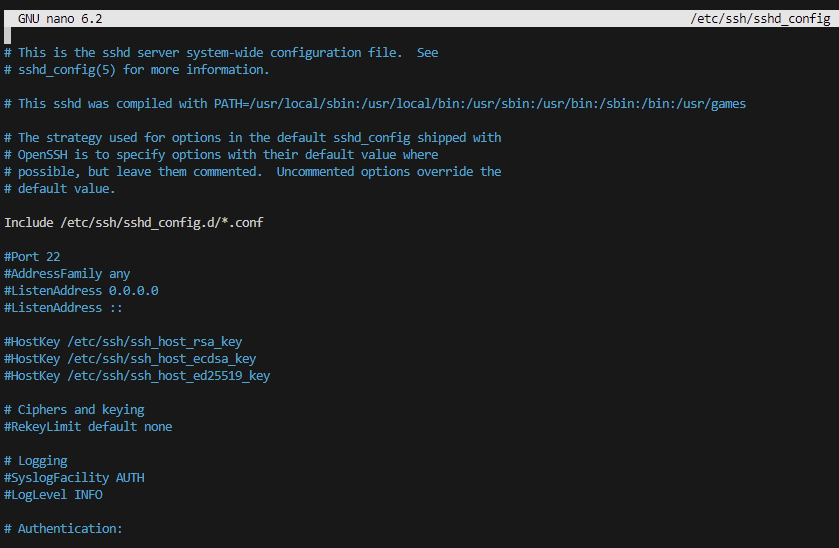 GNU nano 6.2 /etc/ssh/sshd_config
# This is the sshd server system-wide configuration file.  See
# sshd_config(5) for more information.
# This sshd was compiled with PATH=/usr/local/sbin:/usr/local/bin:/usr/sbin:/usr/bin:/sbin:/bin:/usr/games
# The strategy used for options in the default sshd_config shipped with
# OpenSSH is to specify options with their default value where
# possible, but leave them commented.  Uncommented options override the
# default value.
Include /etc/ssh/sshd_config.d/*.conf
#Port 22
#AddressFamily any
#ListenAddress 0.0.0.0
#ListenAddress ::
#HostKey /etc/ssh/ssh_host_rsa_key
#HostKey /etc/ssh/ssh_host_ecdsa_key
#HostKey /etc/ssh/ssh_host_ed25519_key
# Ciphers and keying
#RekeyLimit default none
# Logging
#SyslogFacility AUTH
#LogLevel INFO
# Authentication: